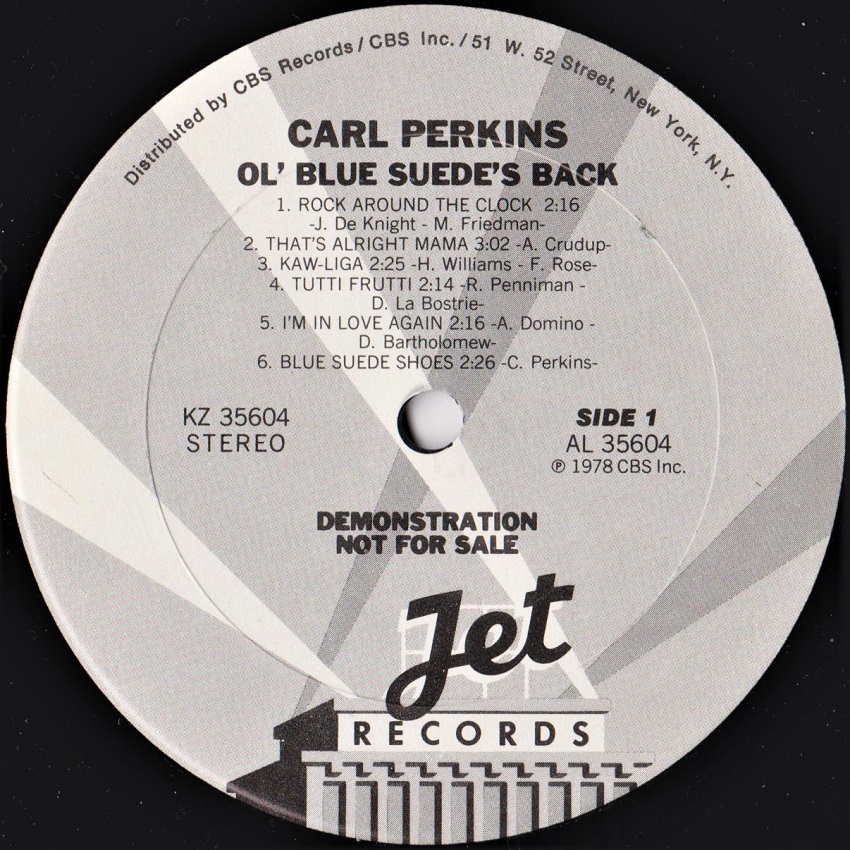 Distributed by CBS Records / CBS Inc. / 51 W. 52 Street, New York, N.Y.
CARL PERKINS
OL' BLUE SUEDE'S BACK
1. ROCK AROUND THE CLOCK 2:16
-J. De Knight - M. Friedman-
2. THAT'S ALRIGHT MAMA 3:02 -A. Crudup-
3. KAW-LIGA 2:25 -H. Williams - F. Rose-
4. TUTTI FRUTTI 2:14 -R. Penniman -
D. La Bostrie-
5. I'M IN LOVE AGAIN 2:16 -A. Domino -
D. Bartholomew-
6. BLUE SUEDE SHOES 2:26 -C. Perkins-
KZ 35604
STEREO
SIDE 1
AL 35604
℗ 1978 CBS Inc.
DEMONSTRATION
NOT FOR SALE
Jet
RECORDS